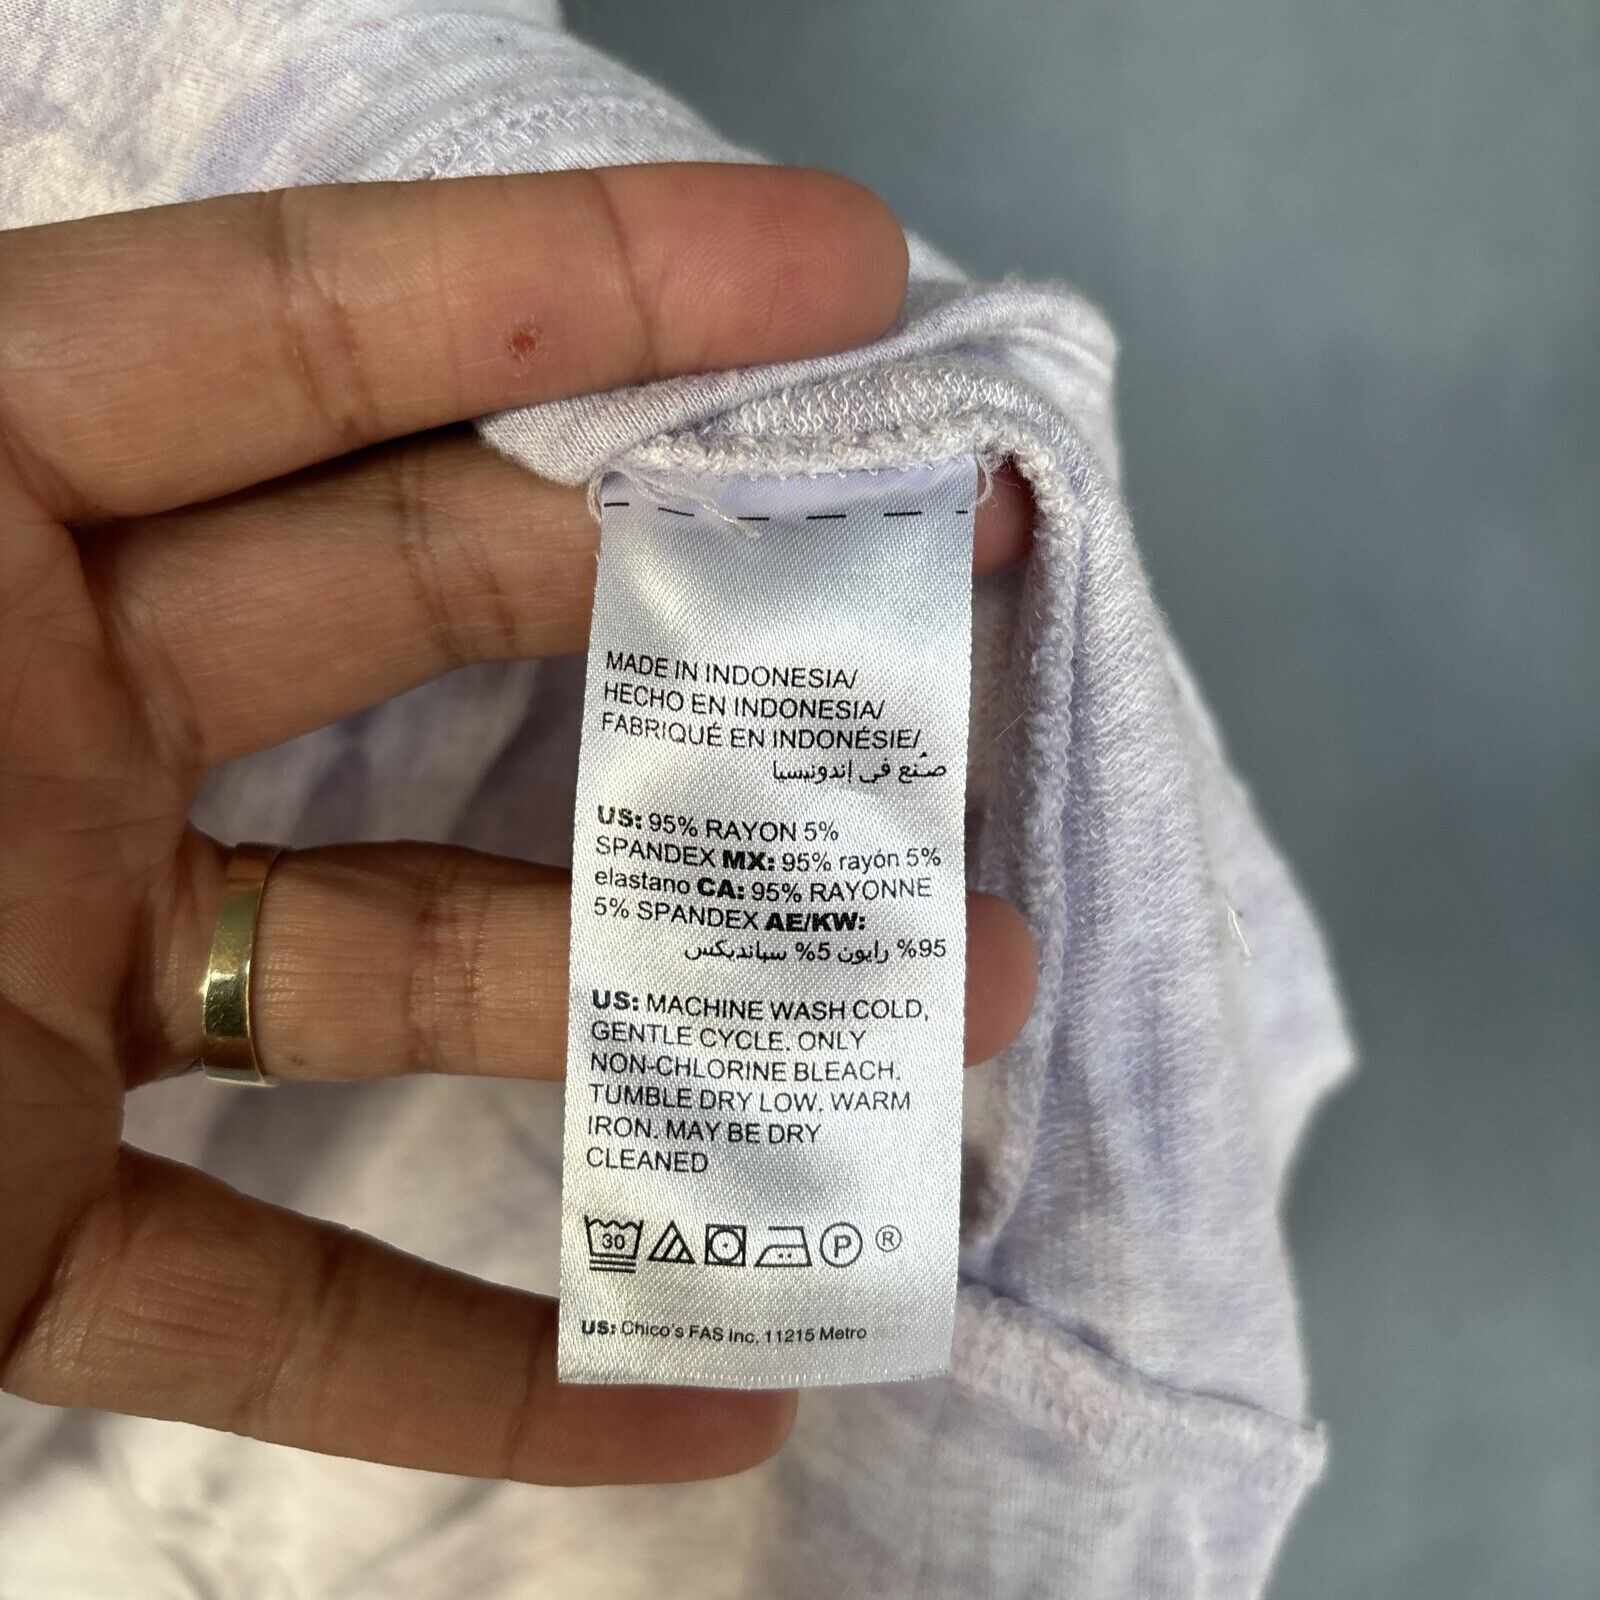 MADE IN INDONESIA/
HECHO EN INDONESIA/
FABRIQUÉ EN INDONÉSIE/
صُنع في إندونيسيا
US: 95% RAYON 5%
SPANDEX MX: 95% rayón 5%
elastano CA: 95% RAYONNE
5% SPANDEX AE/KW:
95% رايون 5% سبانديكس
US: MACHINE WASH COLD,
GENTLE CYCLE. ONLY
NON-CHLORINE BLEACH.
TUMBLE DRY LOW. WARM
IRON. MAY BE DRY
CLEANED
30 P ®
US: Chico's FAS Inc. 11215 Metro